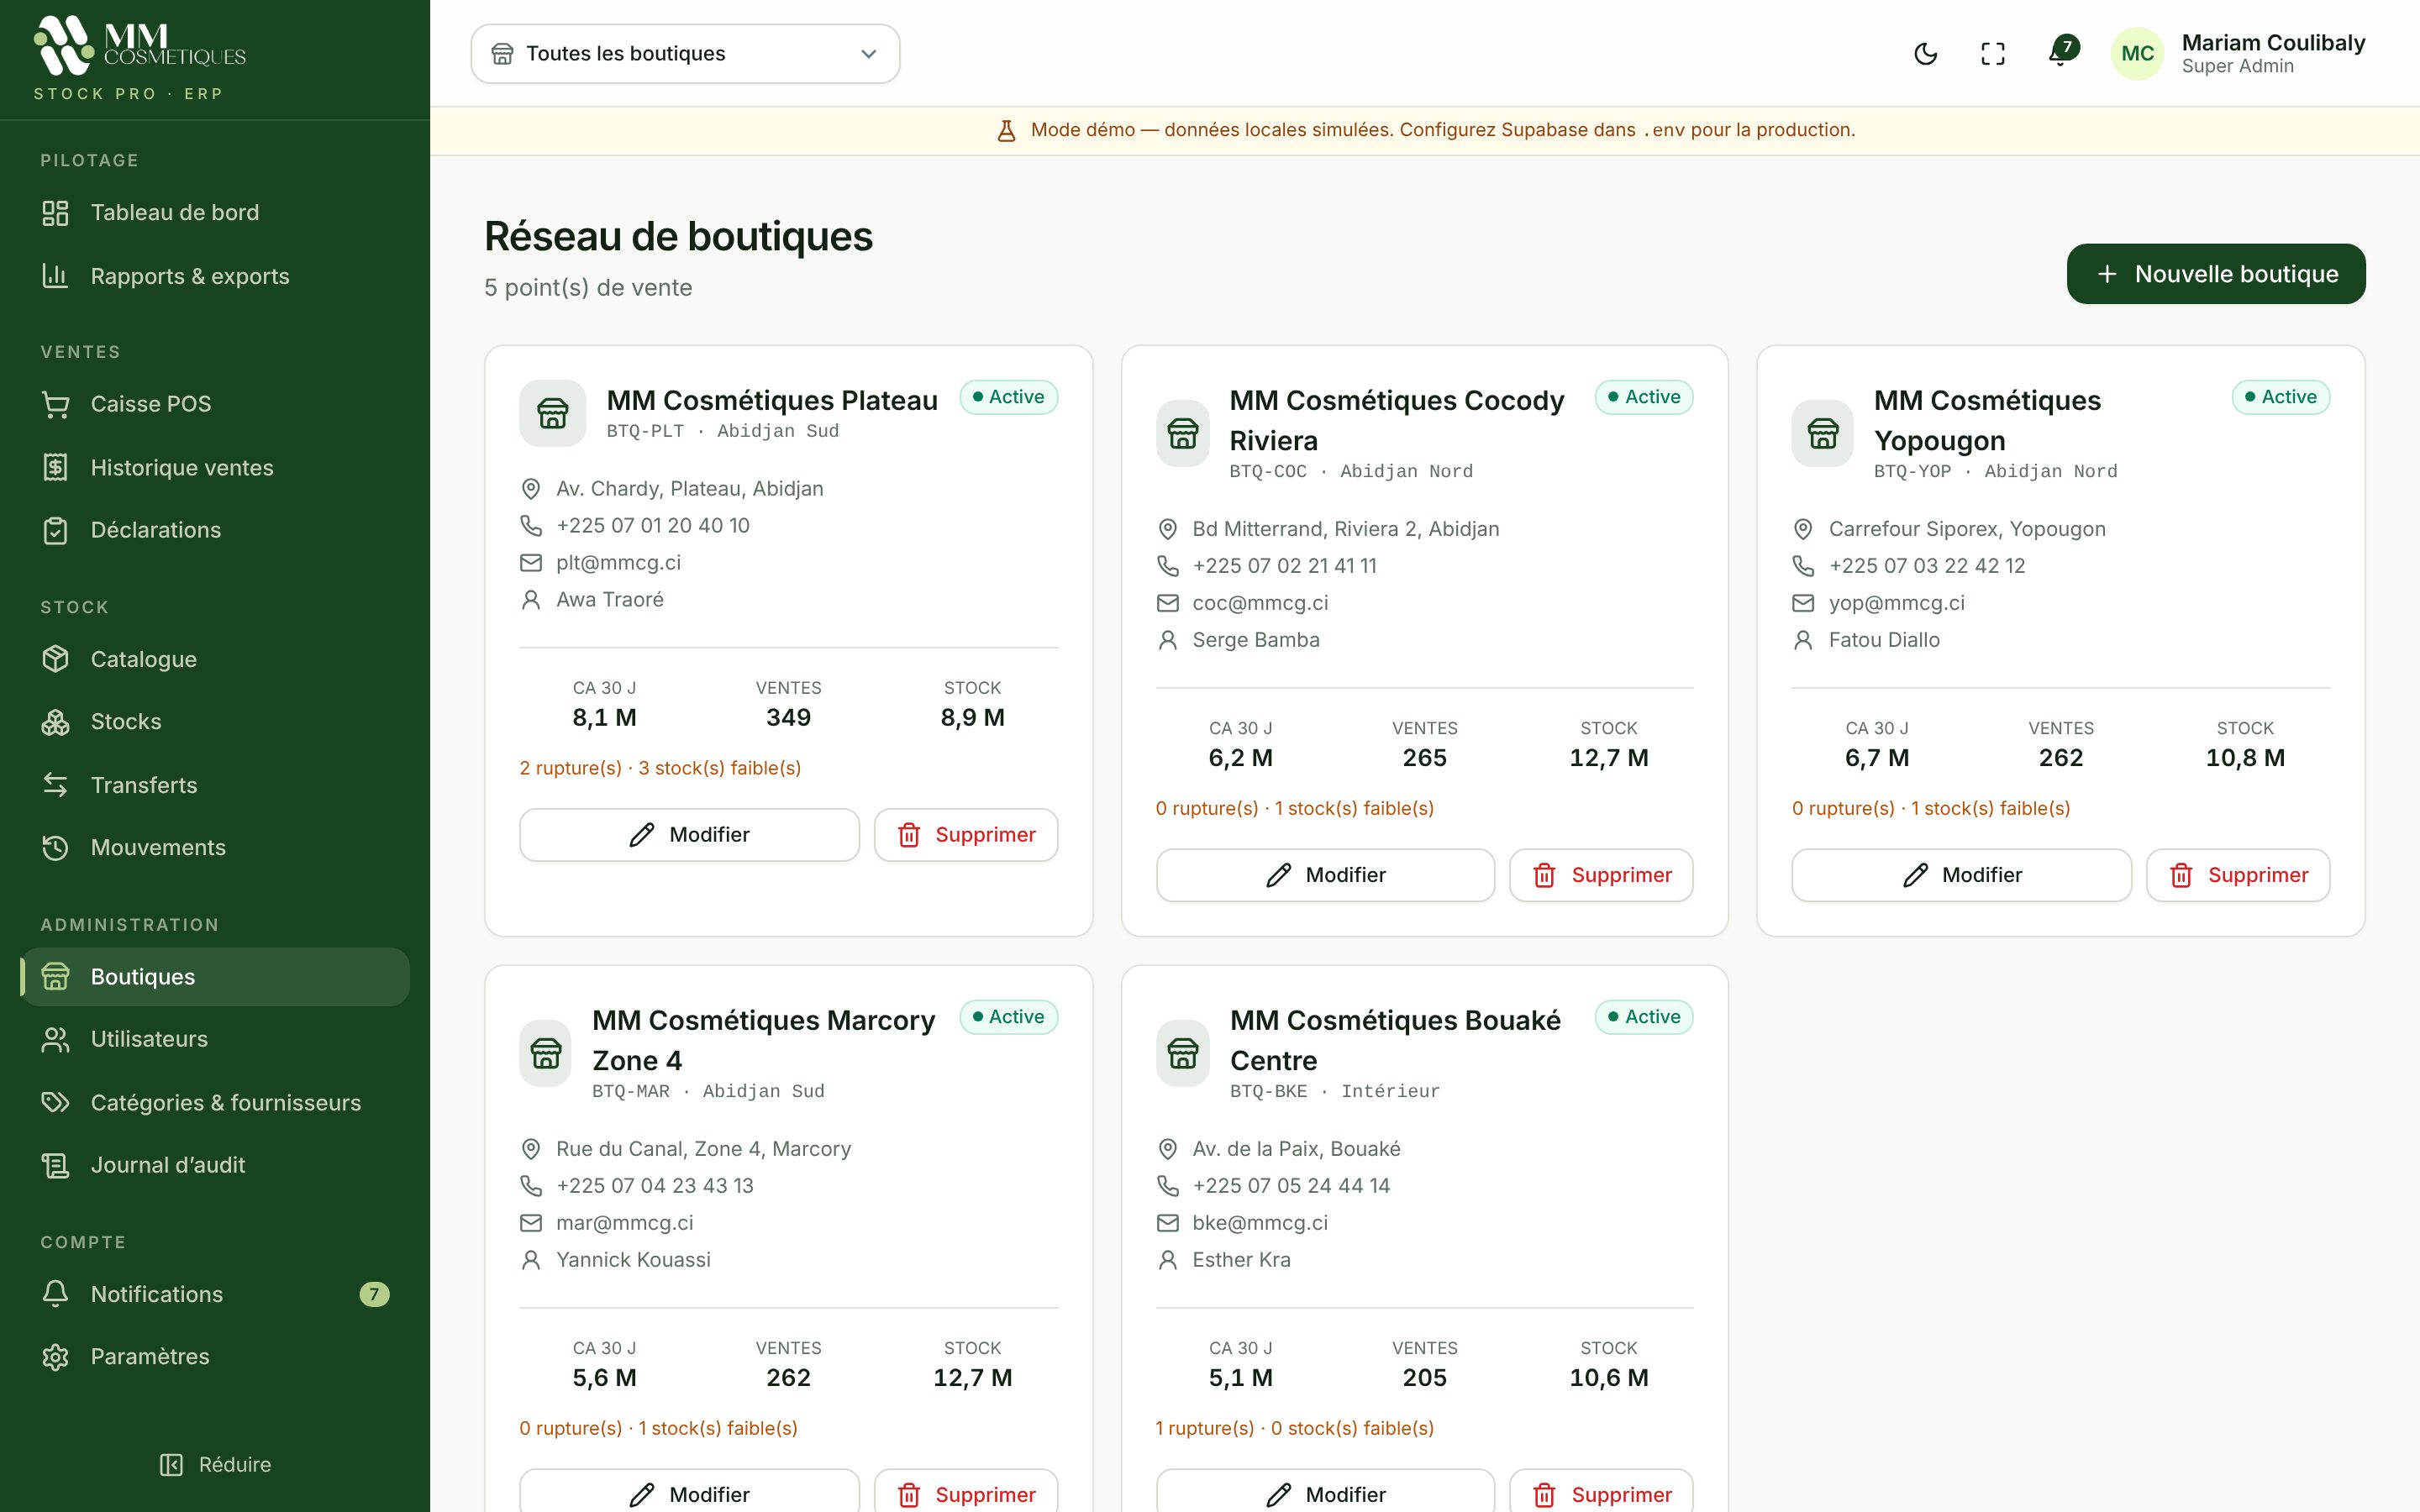 MM
COSMETIQUES
STOCK PRO · ERP
PILOTAGE
Tableau de bord
Rapports & exports
VENTES
Caisse POS
Historique ventes
Déclarations
STOCK
Catalogue
Stocks
Transferts
Mouvements
ADMINISTRATION
Boutiques
Utilisateurs
Catégories & fournisseurs
Journal d’audit
COMPTE
Notifications 7
Paramètres
Réduire
Toutes les boutiques
7
MC
Mariam Coulibaly
Super Admin
Mode démo — données locales simulées. Configurez Supabase dans .env pour la production.
Réseau de boutiques
5 point(s) de vente
Nouvelle boutique
MM Cosmétiques Plateau
Active
BTQ-PLT · Abidjan Sud
Av. Chardy, Plateau, Abidjan
+225 07 01 20 40 10
plt@mmcg.ci
Awa Traoré
CA 30 J VENTES STOCK
8,1 M 349 8,9 M
2 rupture(s) · 3 stock(s) faible(s)
Modifier Supprimer
MM Cosmétiques Cocody
Riviera
Active
BTQ-COC · Abidjan Nord
Bd Mitterrand, Riviera 2, Abidjan
+225 07 02 21 41 11
coc@mmcg.ci
Serge Bamba
CA 30 J VENTES STOCK
6,2 M 265 12,7 M
0 rupture(s) · 1 stock(s) faible(s)
Modifier Supprimer
MM Cosmétiques
Yopougon
Active
BTQ-YOP · Abidjan Nord
Carrefour Siporex, Yopougon
+225 07 03 22 42 12
yop@mmcg.ci
Fatou Diallo
CA 30 J VENTES STOCK
6,7 M 262 10,8 M
0 rupture(s) · 1 stock(s) faible(s)
Modifier Supprimer
MM Cosmétiques Marcory
Zone 4
Active
BTQ-MAR · Abidjan Sud
Rue du Canal, Zone 4, Marcory
+225 07 04 23 43 13
mar@mmcg.ci
Yannick Kouassi
CA 30 J VENTES STOCK
5,6 M 262 12,7 M
0 rupture(s) · 1 stock(s) faible(s)
Modifier Supprimer
MM Cosmétiques Bouaké
Centre
Active
BTQ-BKE · Intérieur
Av. de la Paix, Bouaké
+225 07 05 24 44 14
bke@mmcg.ci
Esther Kra
CA 30 J VENTES STOCK
5,1 M 205 10,6 M
1 rupture(s) · 0 stock(s) faible(s)
Modifier Supprimer